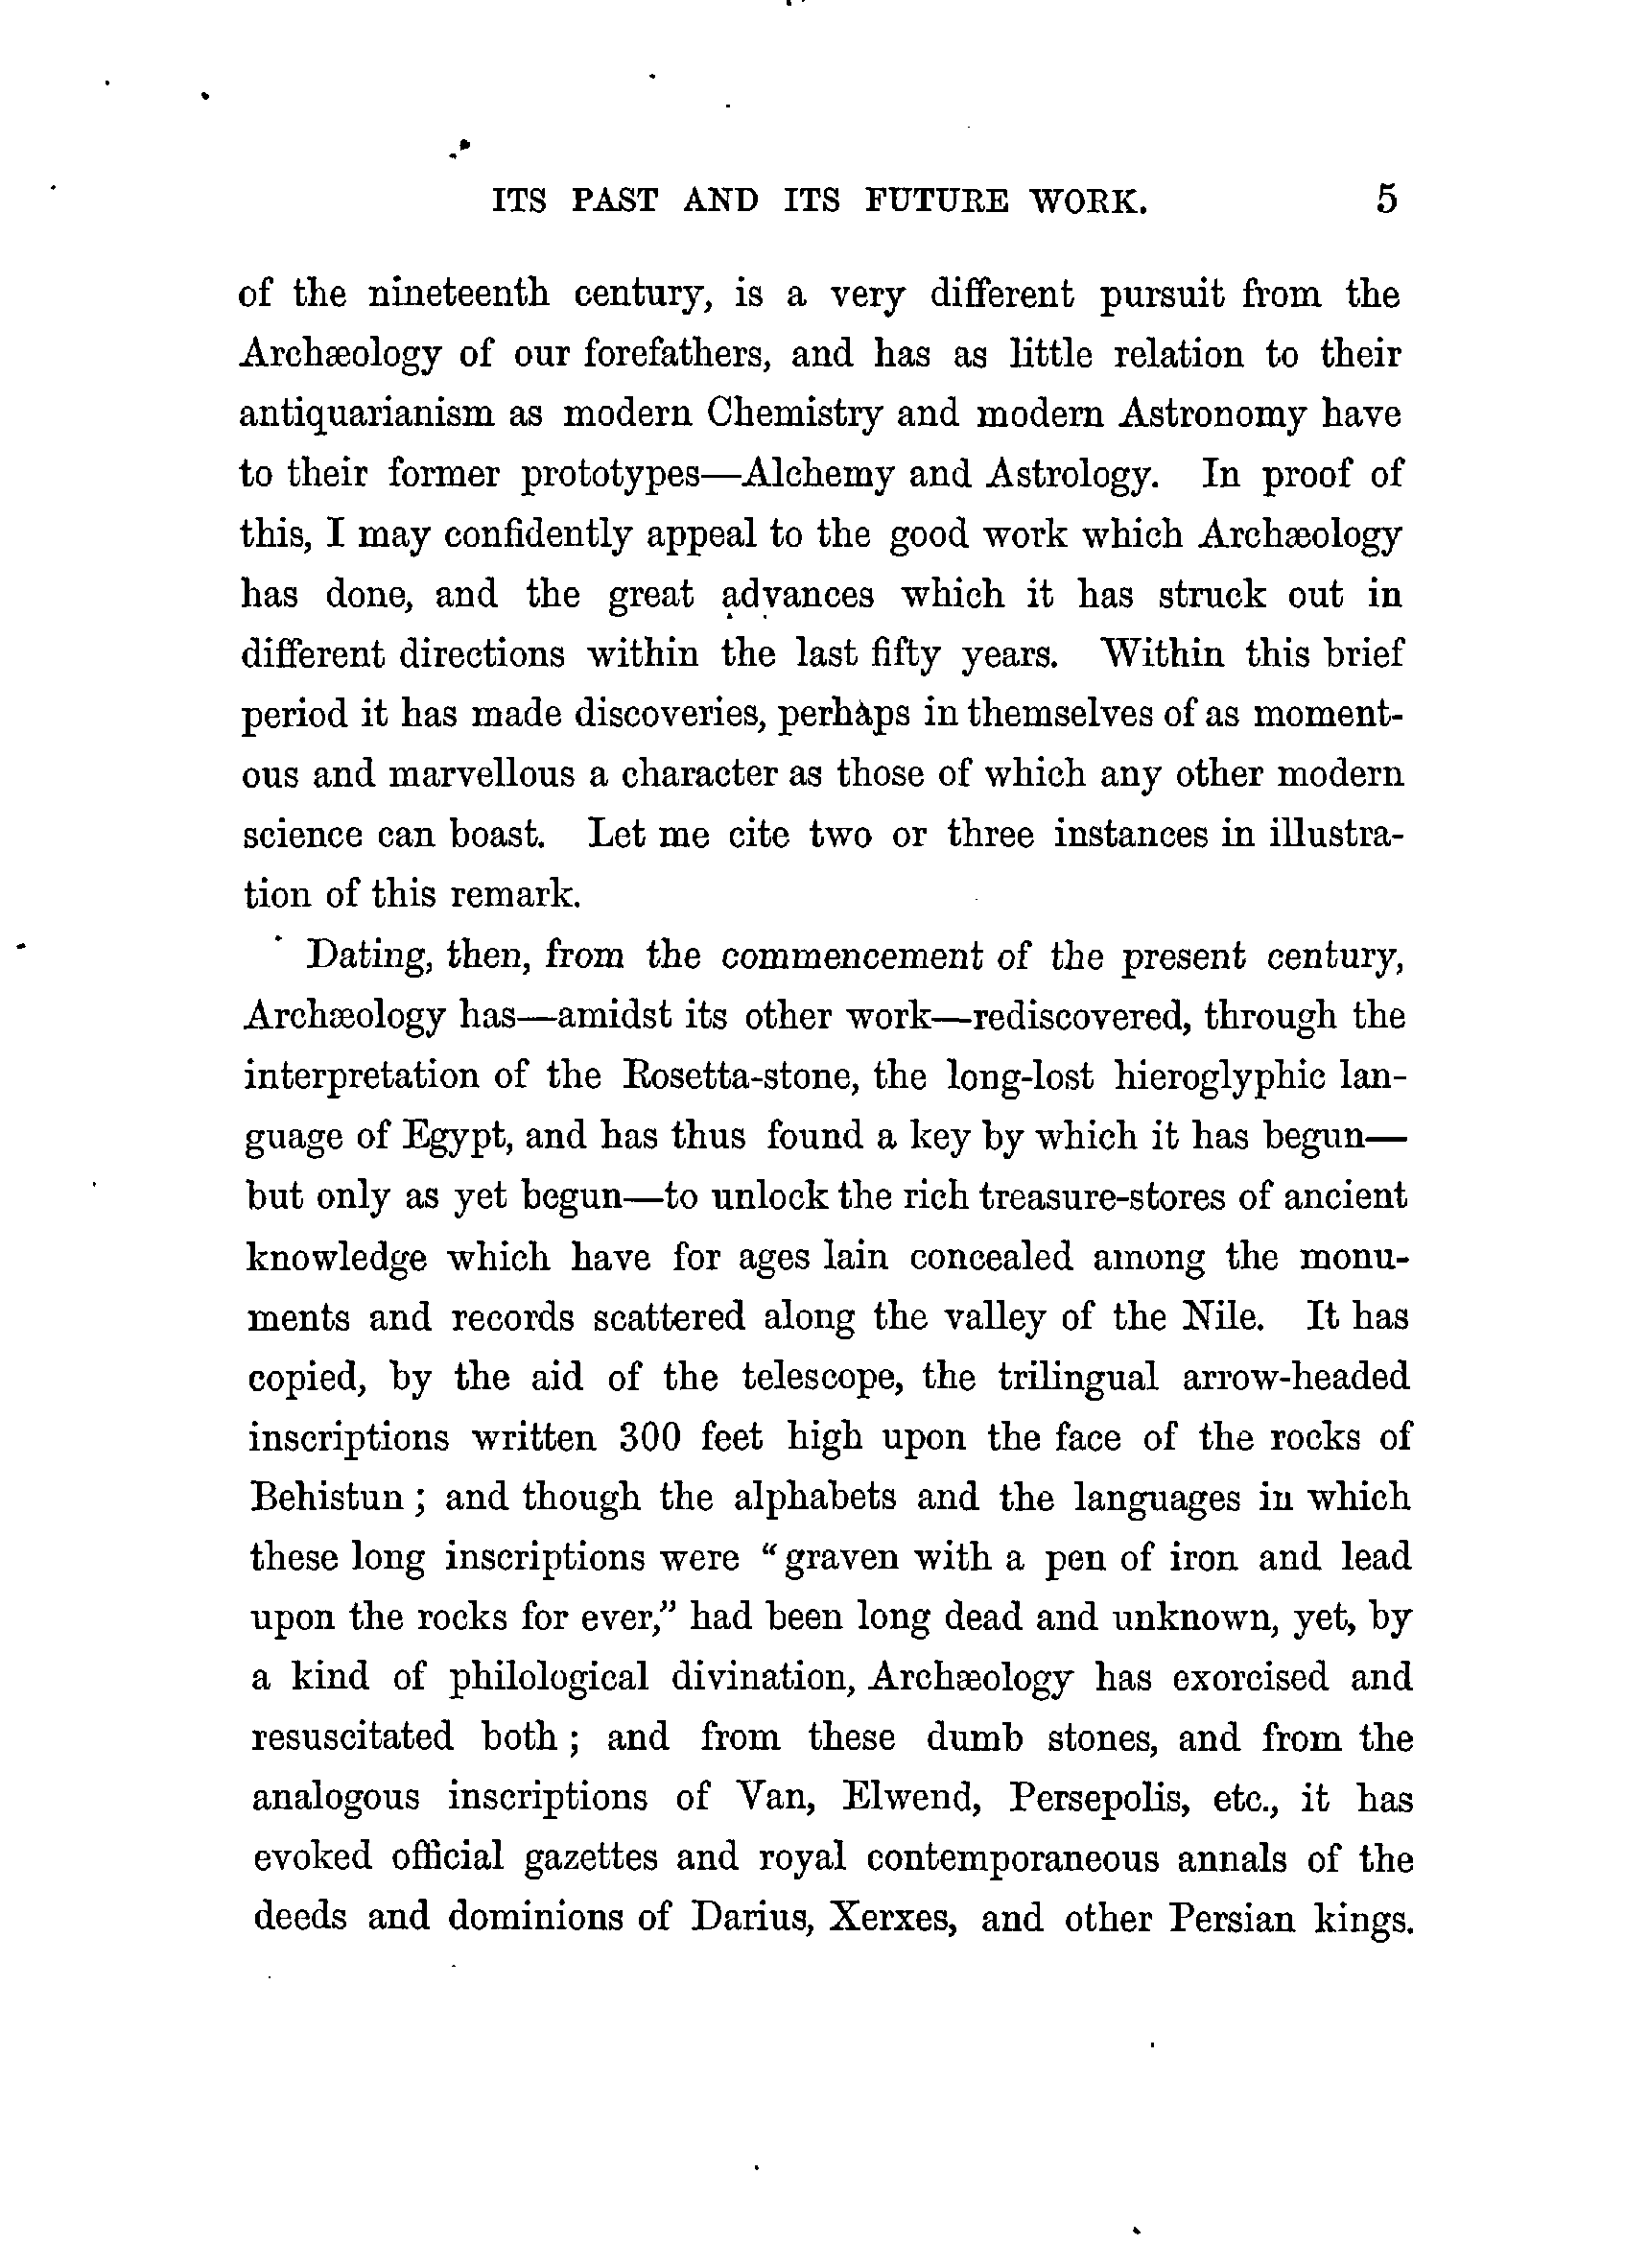 ITS PAST AND ITS FUTURE WORK. 5
of the nineteenth century, is a very different pursuit from the
Archæology of our forefathers, and has as little relation to their
antiquarianism as modern Chemistry and modern Astronomy have
to their former prototypes—Alchemy and Astrology. In proof of
this, I may confidently appeal to the good work which Archæology
has done, and the great advances which it has struck out in
different directions within the last fifty years. Within this brief
period it has made discoveries, perhaps in themselves of as moment-
ous and marvellous a character as those of which any other modern
science can boast. Let me cite two or three instances in illustra-
tion of this remark.
Dating, then, from the commencement of the present century,
Archæology has—amidst its other work—rediscovered, through the
interpretation of the Rosetta-stone, the long-lost hieroglyphic lan-
guage of Egypt, and has thus found a key by which it has begun—
but only as yet begun—to unlock the rich treasure-stores of ancient
knowledge which have for ages lain concealed among the monu-
ments and records scattered along the valley of the Nile. It has
copied, by the aid of the telescope, the trilingual arrow-headed
inscriptions written 300 feet high upon the face of the rocks of
Behistun ; and though the alphabets and the languages in which
these long inscriptions were “graven with a pen of iron and lead
upon the rocks for ever,” had been long dead and unknown, yet, by
a kind of philological divination, Archæology has exorcised and
resuscitated both ; and from these dumb stones, and from the
analogous inscriptions of Van, Elwend, Persepolis, etc., it has
evoked official gazettes and royal contemporaneous annals of the
deeds and dominions of Darius, Xerxes, and other Persian kings.